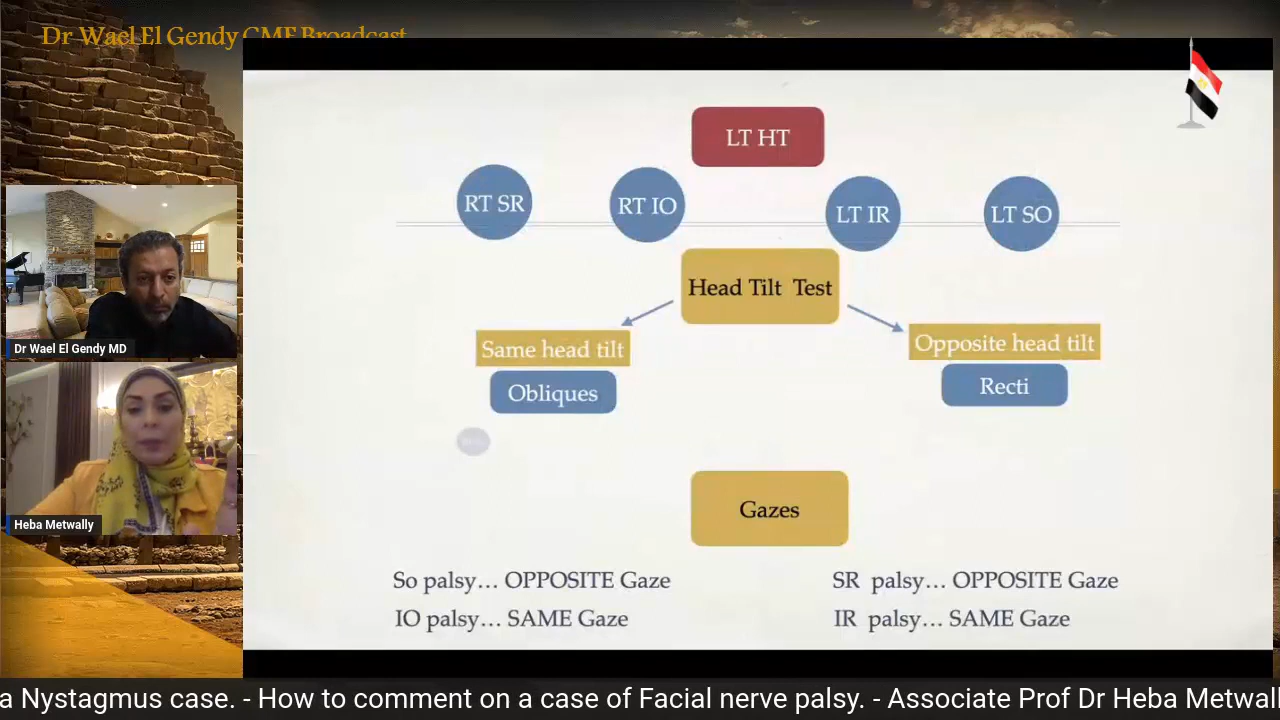 Dr Wael El Gendy CME Broadcast
LT HT
RT SR
RT IO
LT IR
LT SO
Head Tilt Test
Same head tilt
Opposite head tilt
Obliques
Recti
Gazes
So palsy... OPPOSITE Gaze
SR palsy... OPPOSITE Gaze
IO palsy... SAME Gaze
IR palsy... SAME Gaze
Dr Wael El Gendy MD
Heba Metwally
a Nystagmus case. - How to comment on a case of Facial nerve palsy. - Associate Prof Dr Heba Metwal